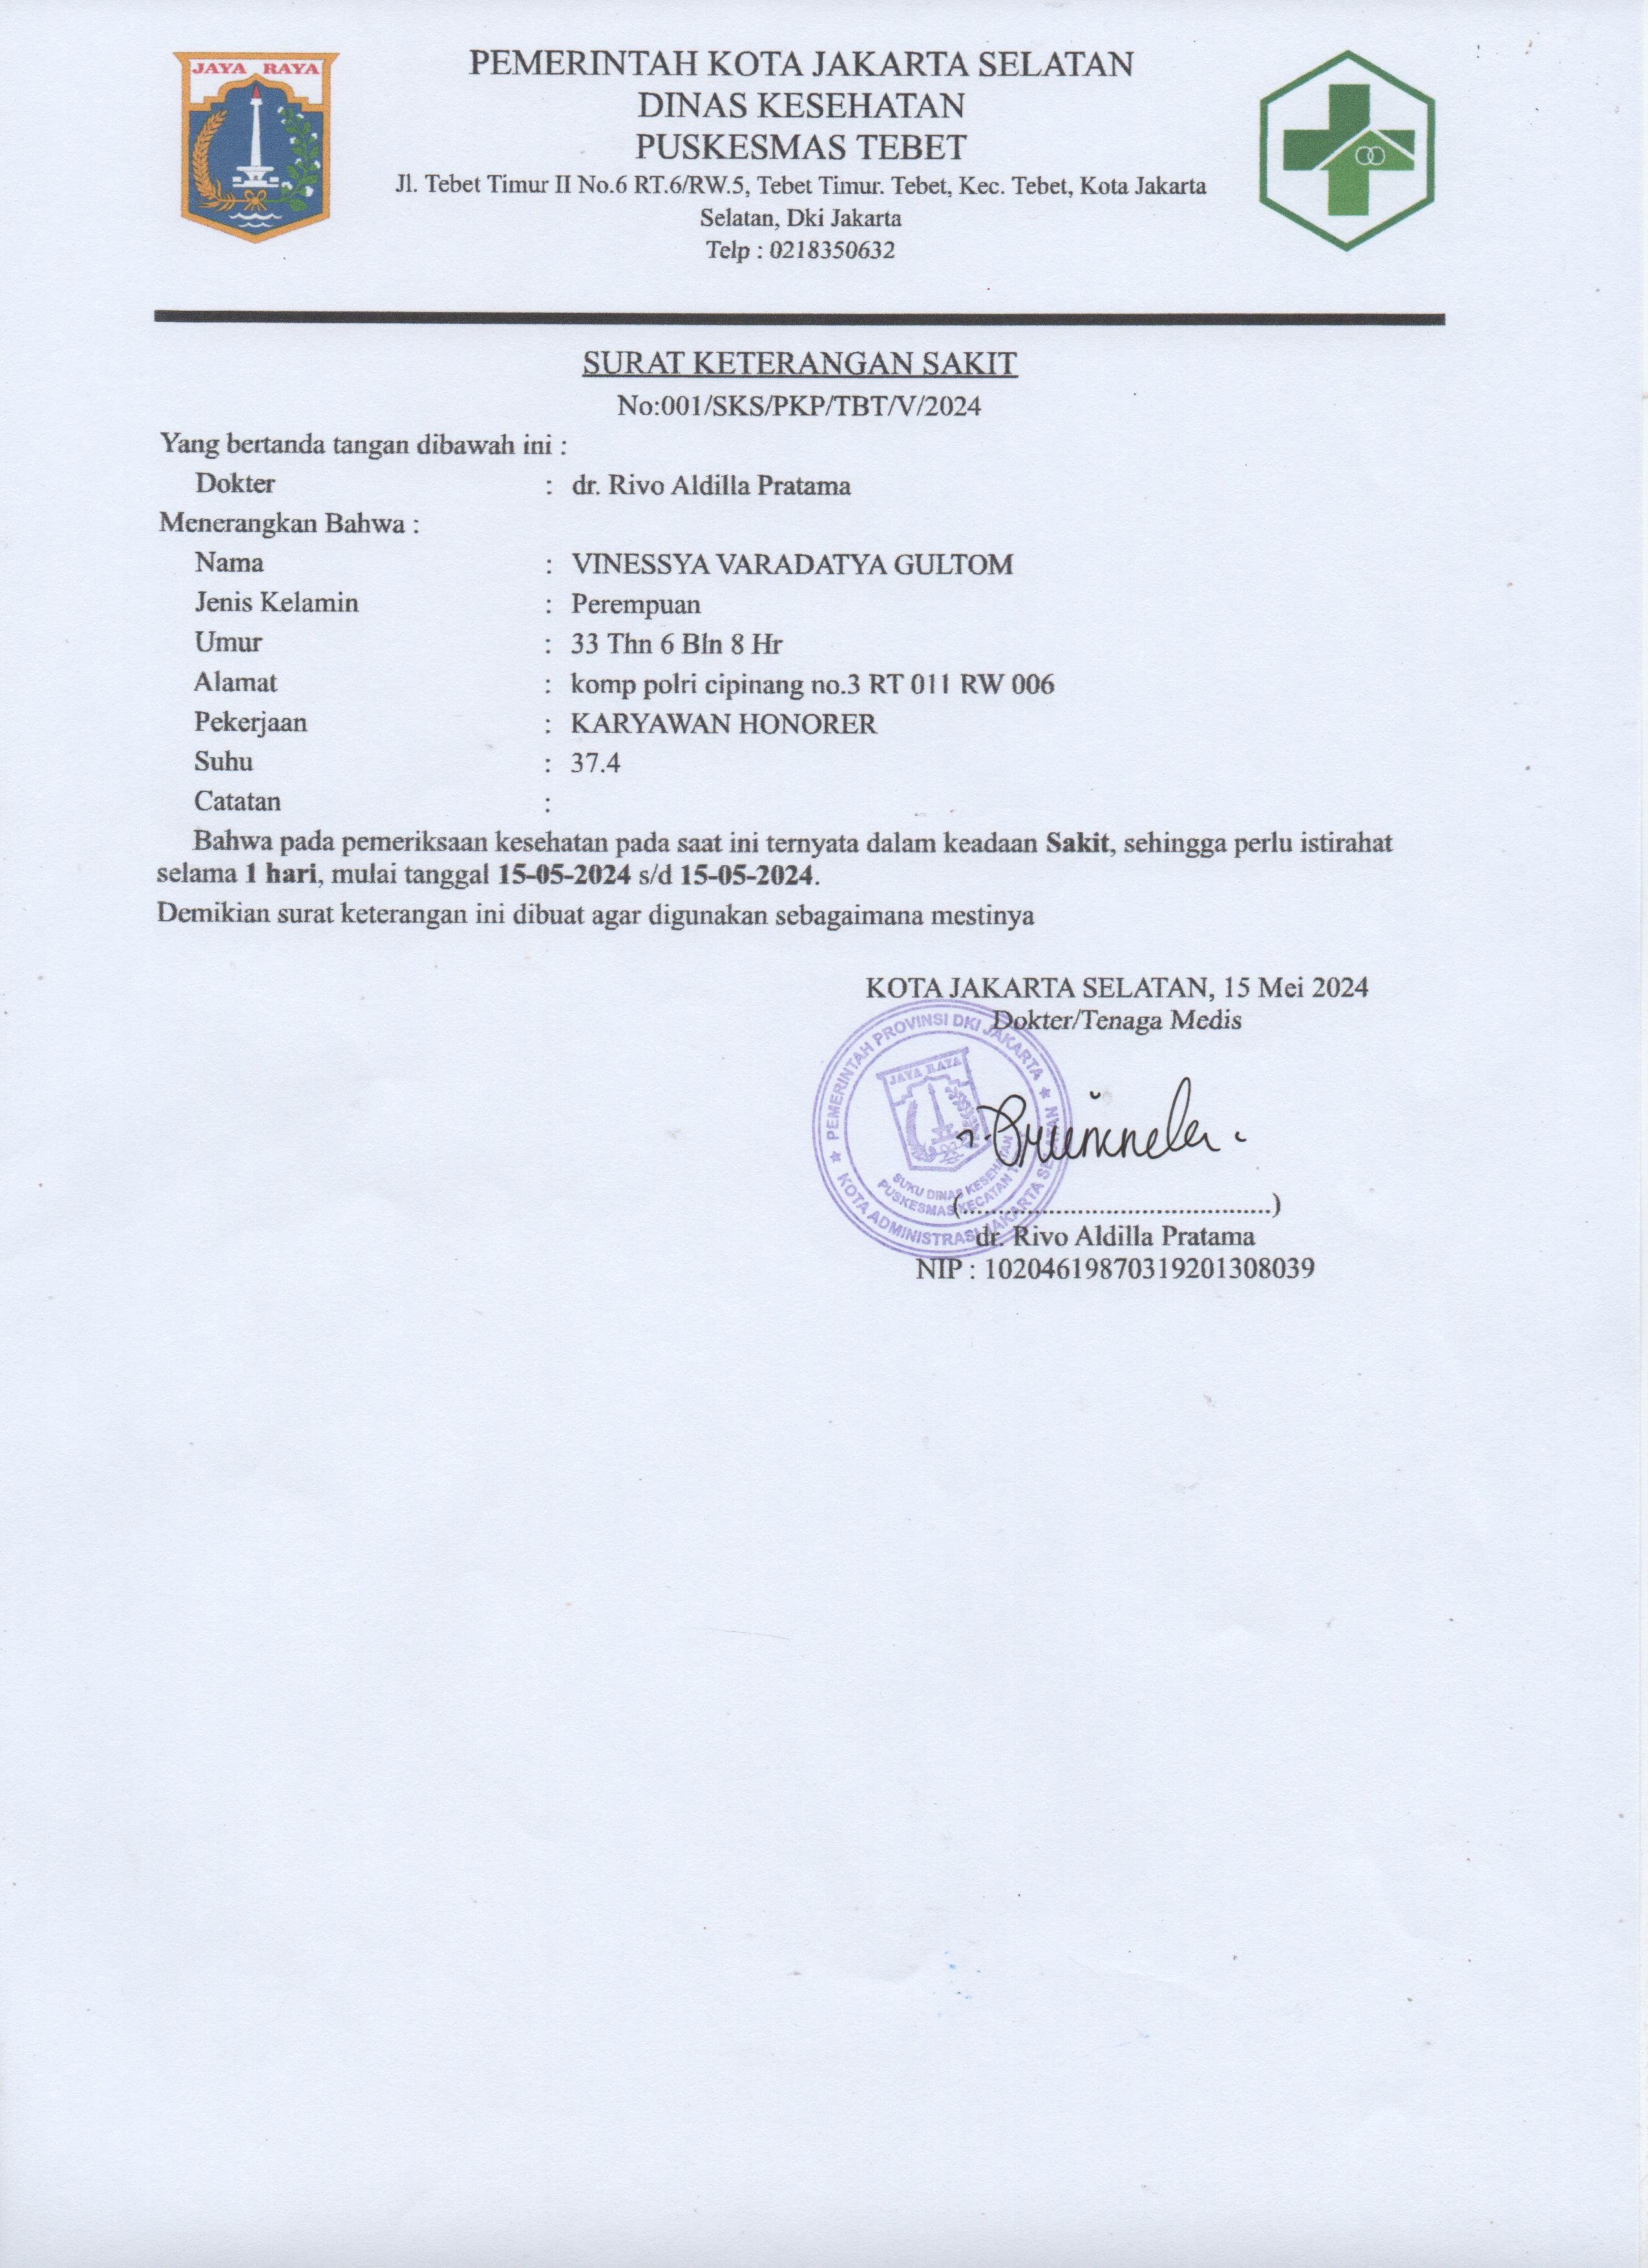 JAYA RAYA
PEMERINTAH KOTA JAKARTA SELATAN
DINAS KESEHATAN
PUSKESMAS TEBET
Jl. Tebet Timur II No.6 RT.6/RW.5, Tebet Timur. Tebet, Kec. Tebet, Kota Jakarta
Selatan, Dki Jakarta
Telp : 0218350632
SURAT KETERANGAN SAKIT
No:001/SKS/PKP/TBT/V/2024
Yang bertanda tangan dibawah ini :
Dokter : dr. Rivo Aldilla Pratama
Menerangkan Bahwa :
Nama : VINESSYA VARADATYA GULTOM
Jenis Kelamin : Perempuan
Umur : 33 Thn 6 Bln 8 Hr
Alamat : komp polri cipinang no.3 RT 011 RW 006
Pekerjaan : KARYAWAN HONORER
Suhu : 37.4
Catatan :
Bahwa pada pemeriksaan kesehatan pada saat ini ternyata dalam keadaan Sakit, sehingga perlu istirahat
selama 1 hari, mulai tanggal 15-05-2024 s/d 15-05-2024.
Demikian surat keterangan ini dibuat agar digunakan sebagaimana mestinya
KOTA JAKARTA SELATAN, 15 Mei 2024
Dokter/Tenaga Medis
PEMERINTAH PROVINSI DKI JAKARTA
JAYA RAYA
SUKU DINAS KESEHATAN
PUSKESMAS KECATAN
KOTA ADMINISTRASI JAKARTA SELATAN
(..........................................)
dr. Rivo Aldilla Pratama
NIP : 10204619870319201308039